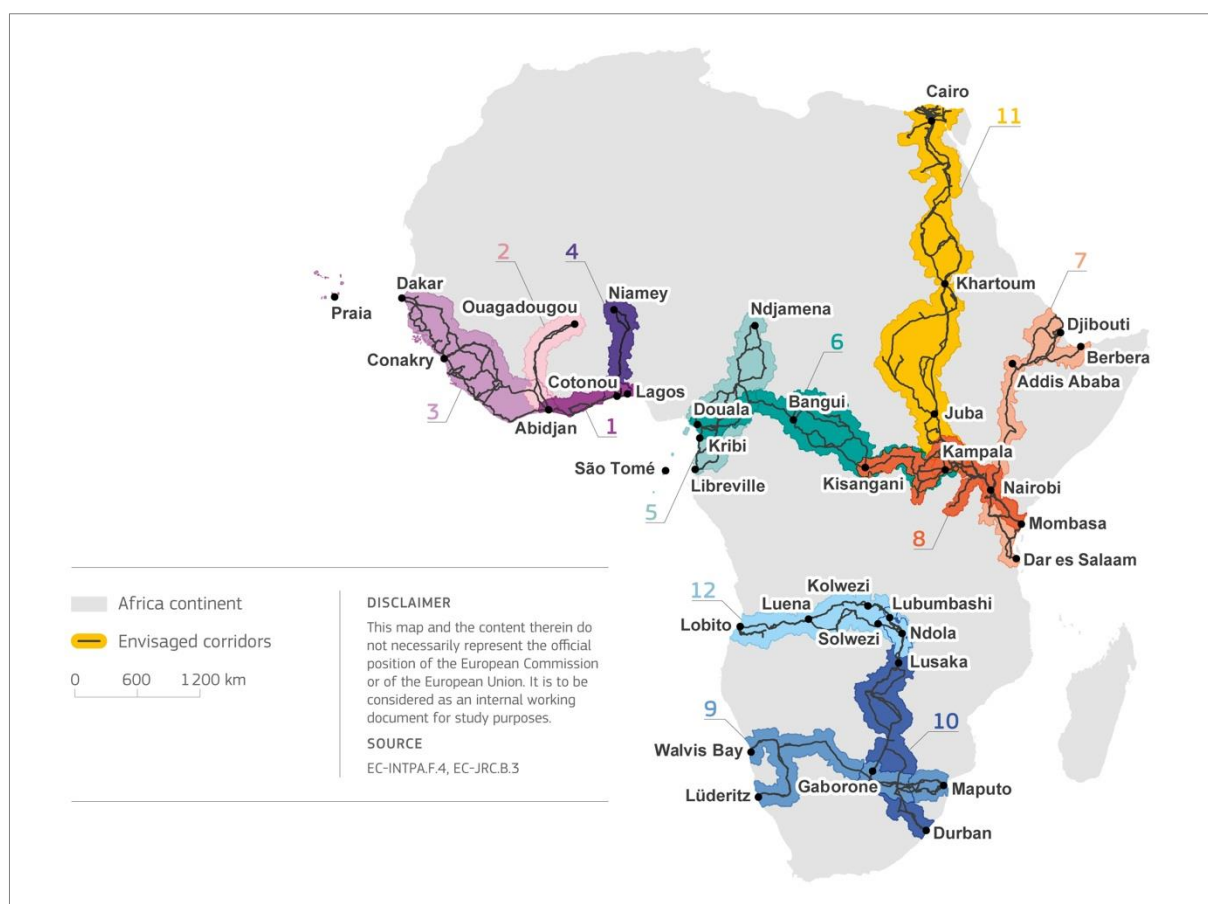 Cairo
11
2
4
7
Dakar
Niamey
Khartoum
Praia
Ouagadougou
Ndjamena
Djibouti
6
Berbera
Conakry
Addis Ababa
Cotonou
Lagos
Bangui
3
Douala
Juba
Abidjan
1
Kribi
Kampala
São Tomé
Libreville
Kisangani
Nairobi
5
8
Mombasa
Dar es Salaam
12
Kolwezi
Luena
Lubumbashi
Lobito
Solwezi
Ndola
Lusaka
9
10
Walvis Bay
Gaborone
Maputo
Lüderitz
Durban
Africa continent
Envisaged corridors
0 600 1200 km
DISCLAIMER
This map and the content therein do
not necessarily represent the official
position of the European Commission
or of the European Union. It is to be
considered as an internal working
document for study purposes.
SOURCE
EC-INTPA.F.4, EC-JRC.B.3